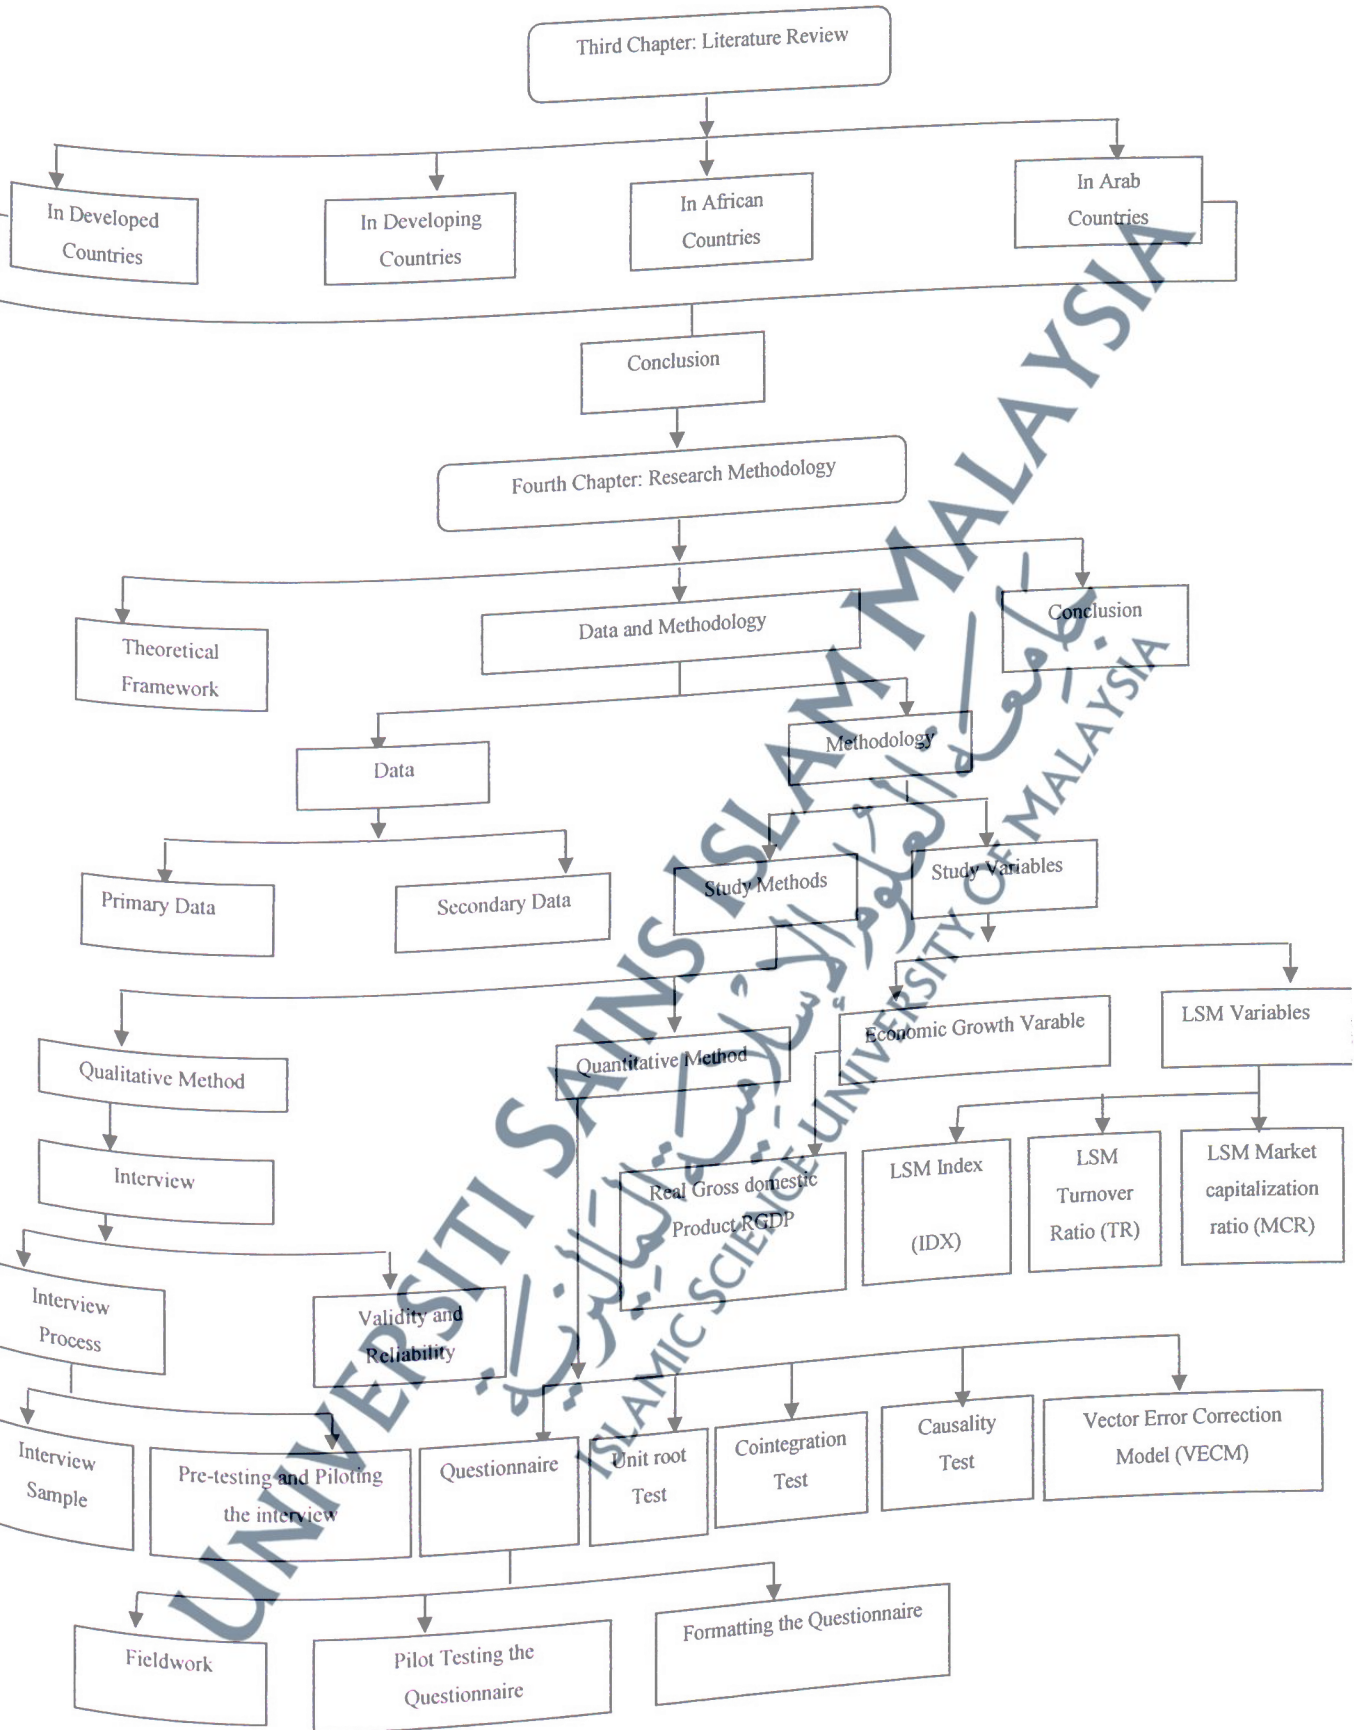 Third Chapter: Literature Review
In Developed
Countries
In Developing
Countries
In African
Countries
In Arab
Countries
Conclusion
Fourth Chapter: Research Methodology
Theoretical
Framework
Data and Methodology
Conclusion
Data
Methodology
Primary Data
Secondary Data
Study Methods
Study Variables
Qualitative Method
Quantitative Method
Economic Growth Varable
LSM Variables
Interview
Real Gross domestic
Product RGDP
LSM Index
(IDX)
LSM
Turnover
Ratio (TR)
LSM Market
capitalization
ratio (MCR)
Interview
Process
Validity and
Reliability
Interview
Sample
Pre-testing and Piloting
the interview
Questionnaire
Unit root
Test
Cointegration
Test
Causality
Test
Vector Error Correction
Model (VECM)
Fieldwork
Pilot Testing the
Questionnaire
Formatting the Questionnaire
UNIVERSITI SAINS ISLAM MALAYSIA
جامعة العلوم الإسلامية الماليزية
ISLAMIC SCIENCE UNIVERSITY OF MALAYSIA